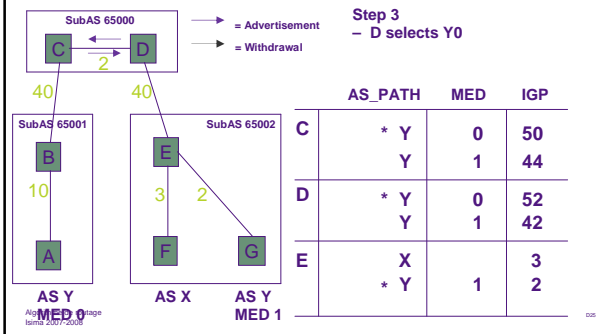 SubAS 65000
= Advertisement
= Withdrawal
Step 3
– D selects Y0
C
D
2
40
40
SubAS 65001
SubAS 65002
B
E
10
3
2
A
F
G
AS Y
MED 0
AS X
AS Y
MED 1
AS_PATH MED IGP
C * Y 0 50
Y 1 44
D * Y 0 52
Y 1 42
E X 3
* Y 1 2
Isima 2007-2008
D25